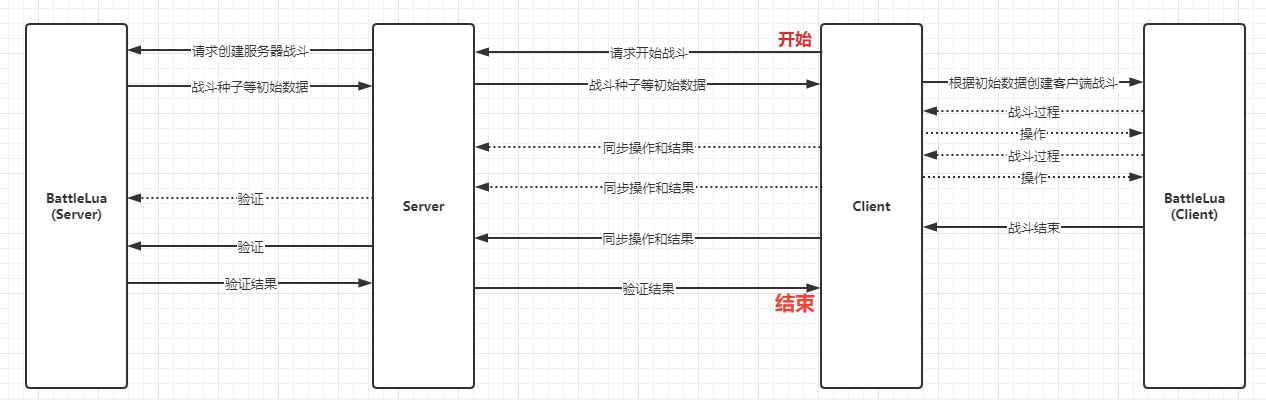 开始
请求创建服务器战斗
请求开始战斗
战斗种子等初始数据
战斗种子等初始数据
根据初始数据创建客户端战斗
战斗过程
操作
同步操作和结果
战斗过程
操作
同步操作和结果
验证
BattleLua
(Server)
Server
Client
BattleLua
(Client)
战斗结束
同步操作和结果
验证
验证结果
验证结果
结束